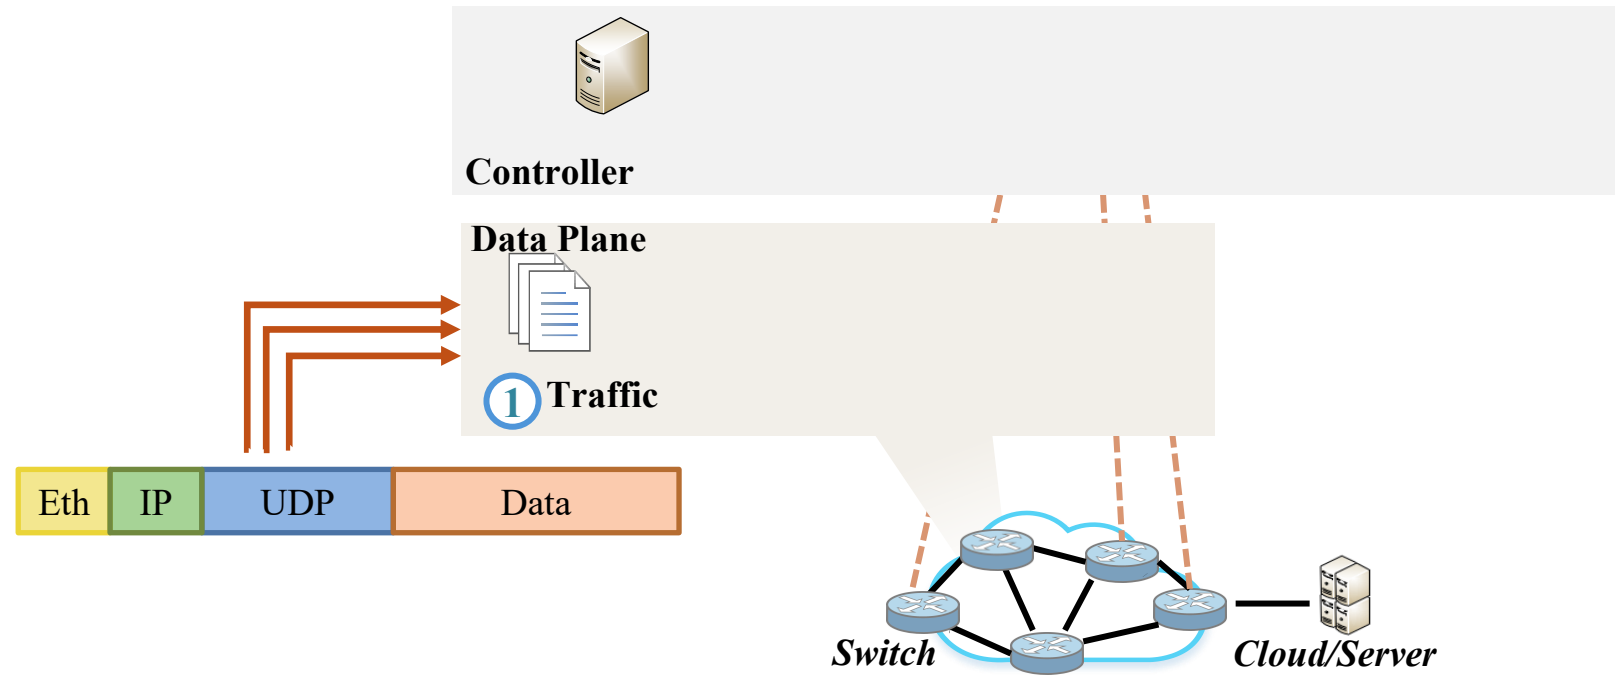 Controller
Data Plane
1 Traffic
Eth IP UDP Data
Switch
Cloud/Server